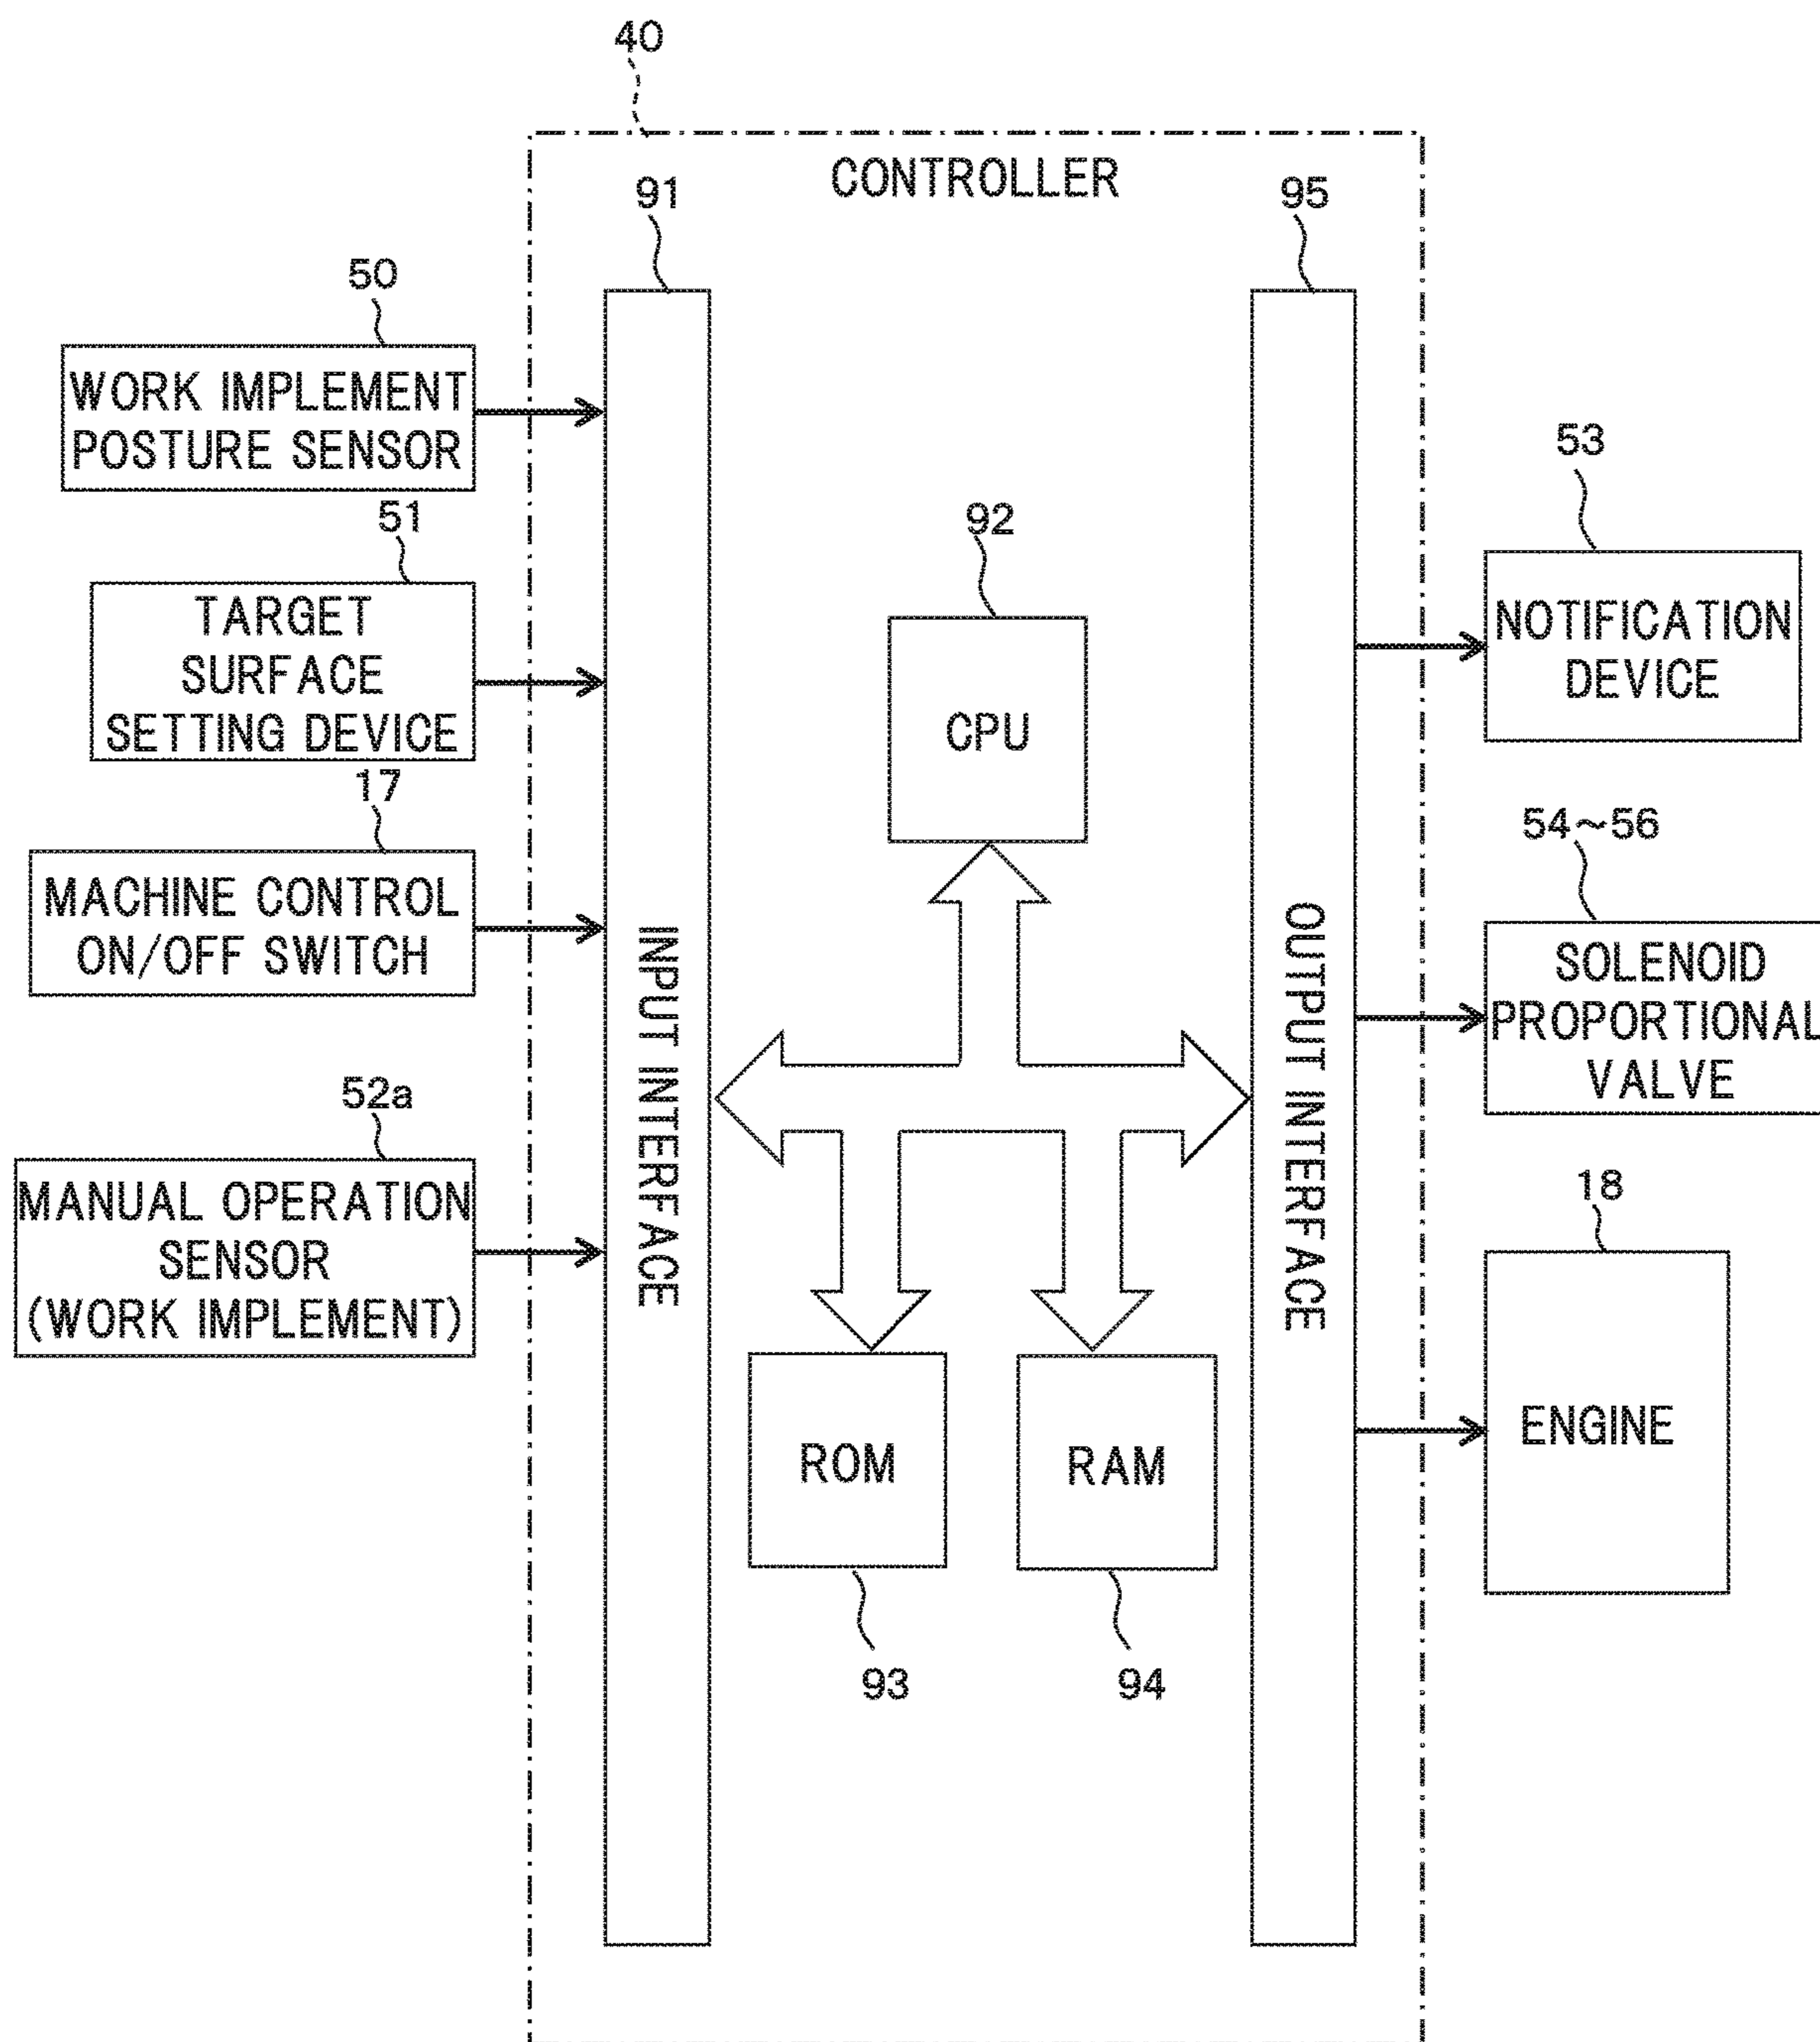 40
CONTROLLER
91
95
50
WORK IMPLEMENT
POSTURE SENSOR
51
TARGET
SURFACE
SETTING DEVICE
17
MACHINE CONTROL
ON/OFF SWITCH
52a
MANUAL OPERATION
SENSOR
(WORK IMPLEMENT)
INPUT INTERFACE
92
CPU
ROM
93
RAM
94
OUTPUT INTERFACE
53
NOTIFICATION
DEVICE
54~56
SOLENOID
PROPORTIONAL
VALVE
18
ENGINE